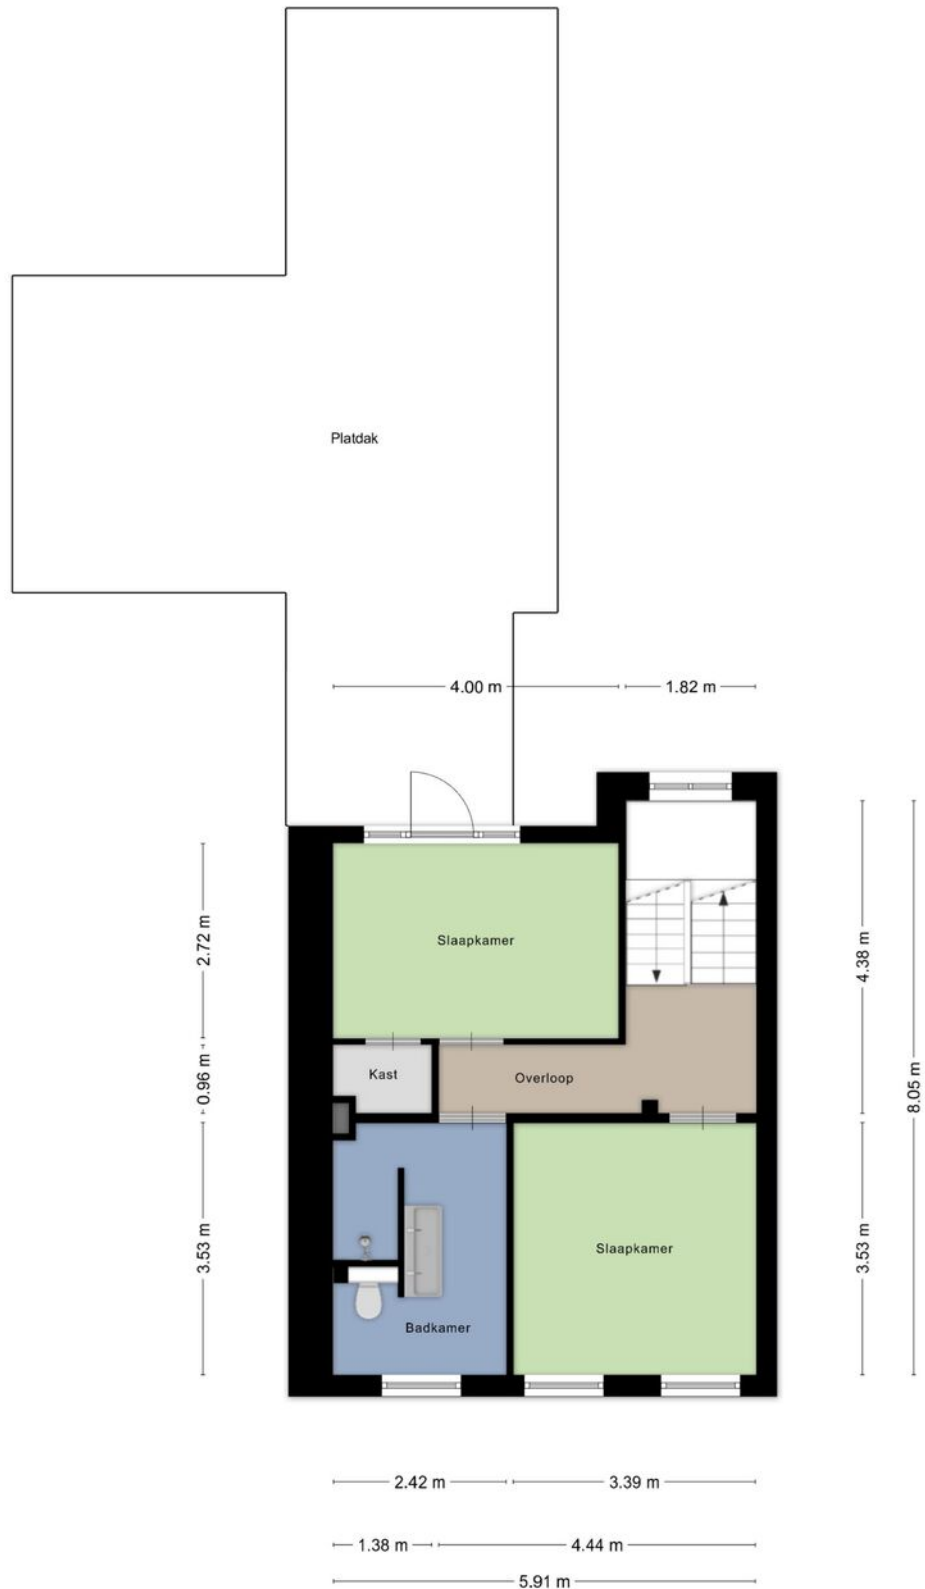 Platdak
4.00 m
1.82 m
2.72 m
Slaapkamer
4.38 m
0.96 m
Kast
Overloop
8.05 m
3.53 m
Slaapkamer
3.53 m
Badkamer
2.42 m
3.39 m
1.38 m
4.44 m
5.91 m